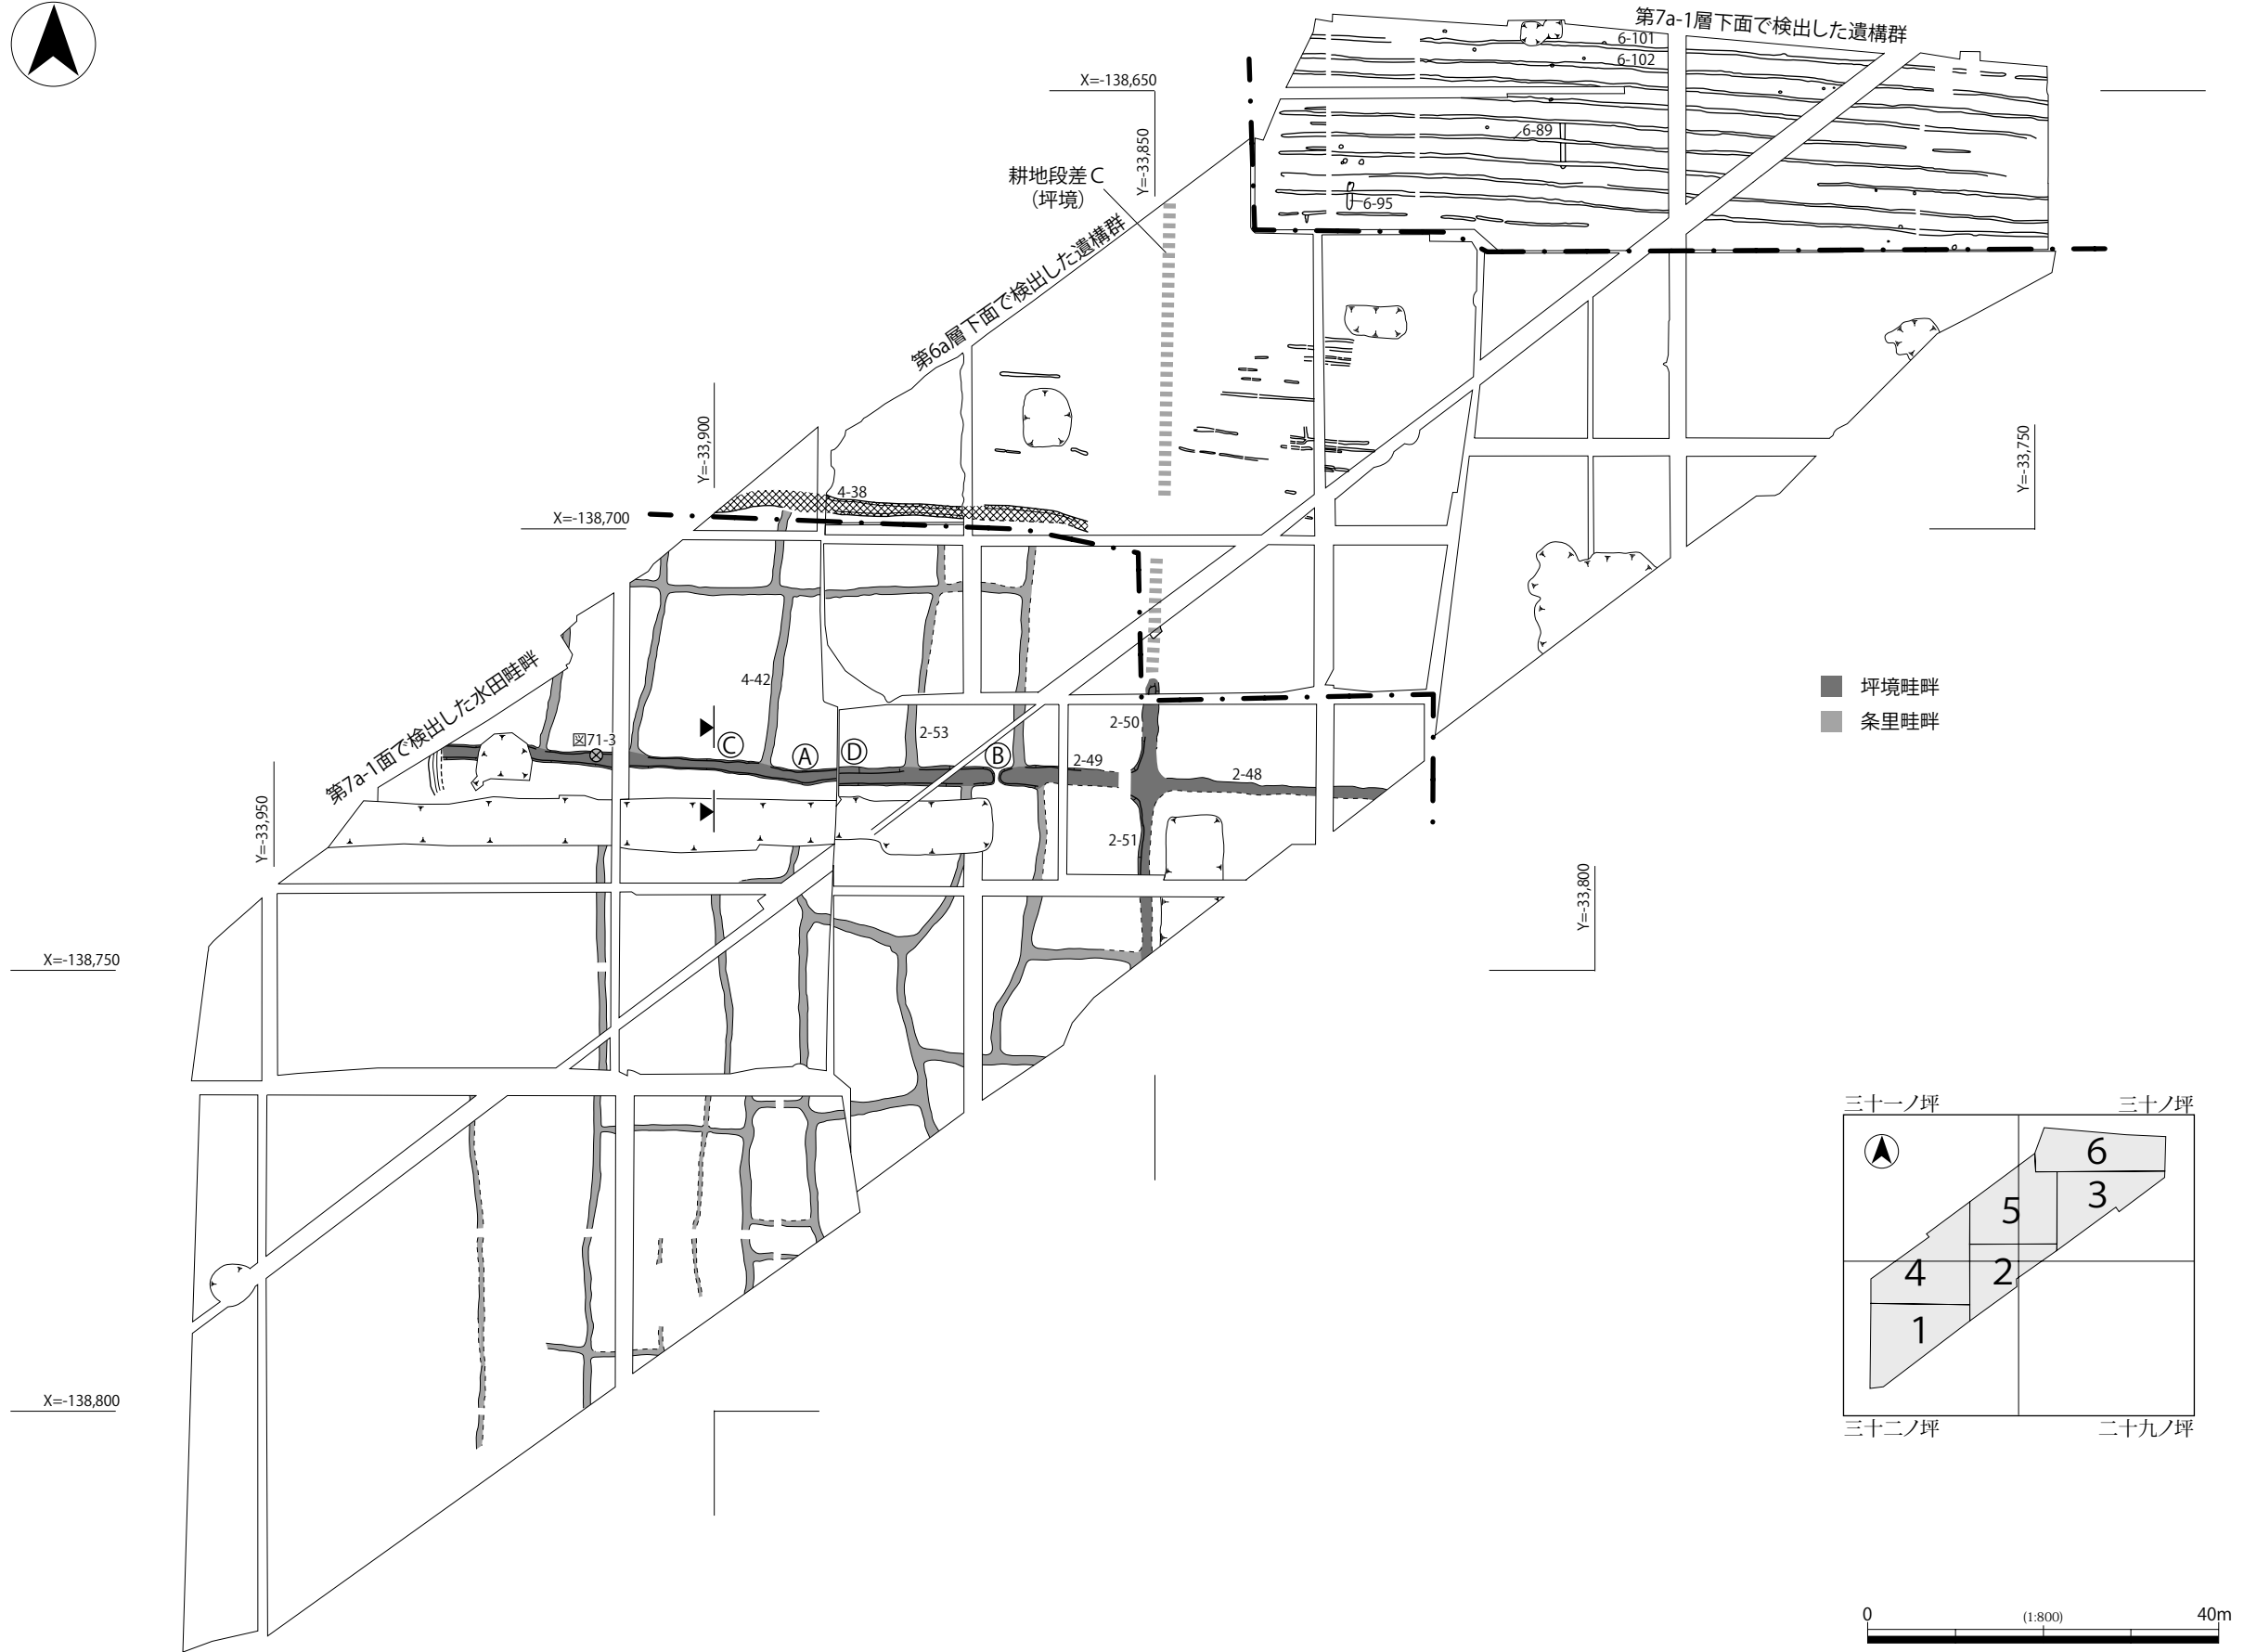 第7a-1層下面で検出した遺構群
6-101
6-102
X=-138,650
Y=-33,850
6-89
耕地段差C
（坪境）
6-95
第6a層下面で検出した遺構群
Y=-33,900
Y=-33,750
4-38
X=-138,700
第7a-1面で検出した水田畦畔
4-42
坪境畦畔
条里畦畔
図71-3
Ⓒ
Ⓐ
Ⓓ
2-53
Ⓑ
2-50
2-49
2-48
2-51
Y=-33,950
Y=-33,800
X=-138,750
X=-138,800
三十一ノ坪
三十ノ坪
6
3
5
4
2
1
三十二ノ坪
二十九ノ坪
0
(1:800)
40m